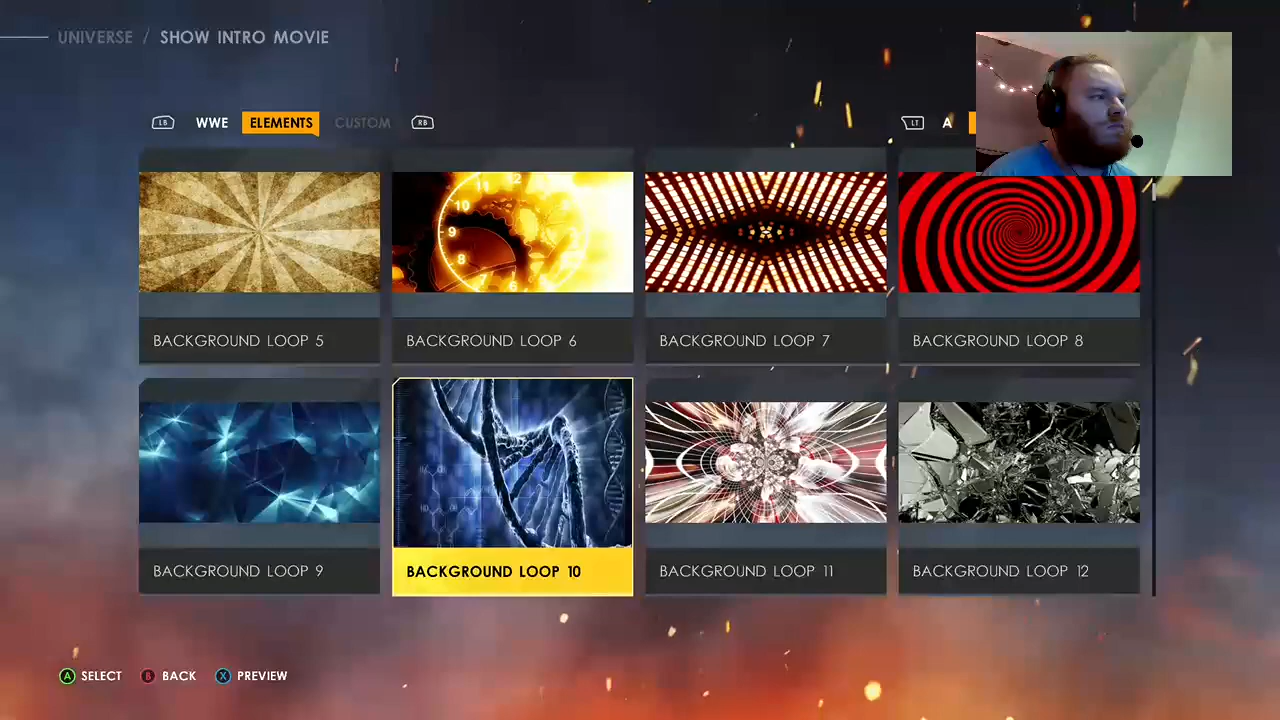 UNIVERSE / SHOW INTRO MOVIE
LB WWE ELEMENTS CUSTOM RB LT A
BACKGROUND LOOP 5
BACKGROUND LOOP 6
BACKGROUND LOOP 7
BACKGROUND LOOP 8
BACKGROUND LOOP 9
BACKGROUND LOOP 10
BACKGROUND LOOP 11
BACKGROUND LOOP 12
A SELECT B BACK X PREVIEW